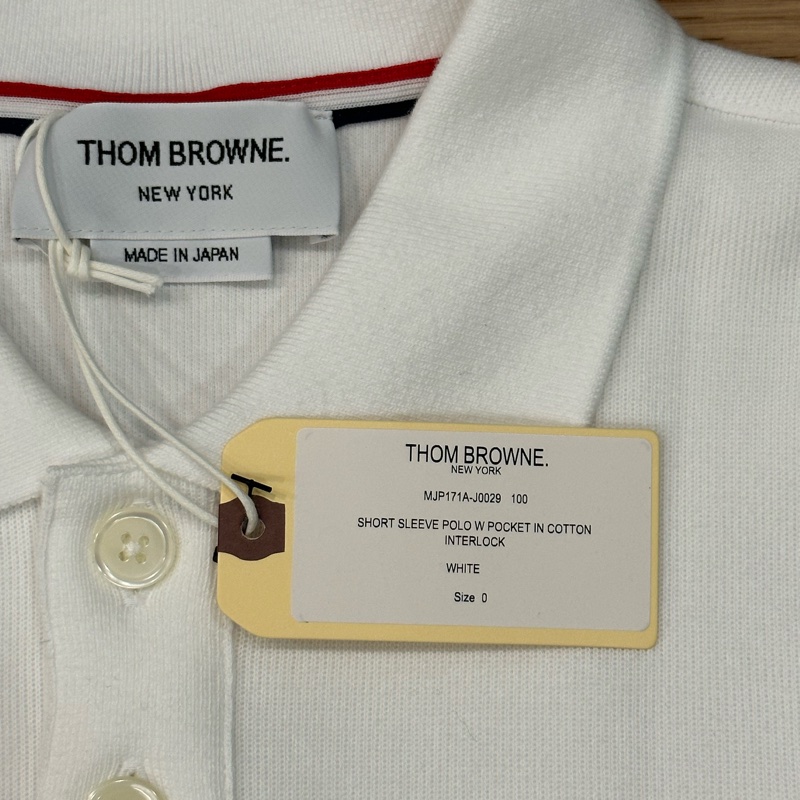 THOM BROWNE.
NEW YORK
MADE IN JAPAN
THOM BROWNE.
NEW YORK
MJP171A-J0029 100
SHORT SLEEVE POLO W POCKET IN COTTON
INTERLOCK
WHITE
Size 0